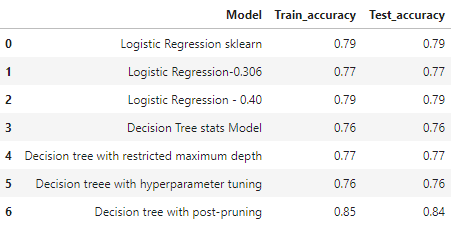 Model Train_accuracy Test_accuracy
0 Logistic Regression sklearn 0.79 0.79
1 Logistic Regression-0.306 0.77 0.77
2 Logistic Regression - 0.40 0.79 0.79
3 Decision Tree stats Model 0.76 0.76
4 Decision tree with restricted maximum depth 0.77 0.77
5 Decision treee with hyperparameter tuning 0.76 0.76
6 Decision tree with post-pruning 0.85 0.84